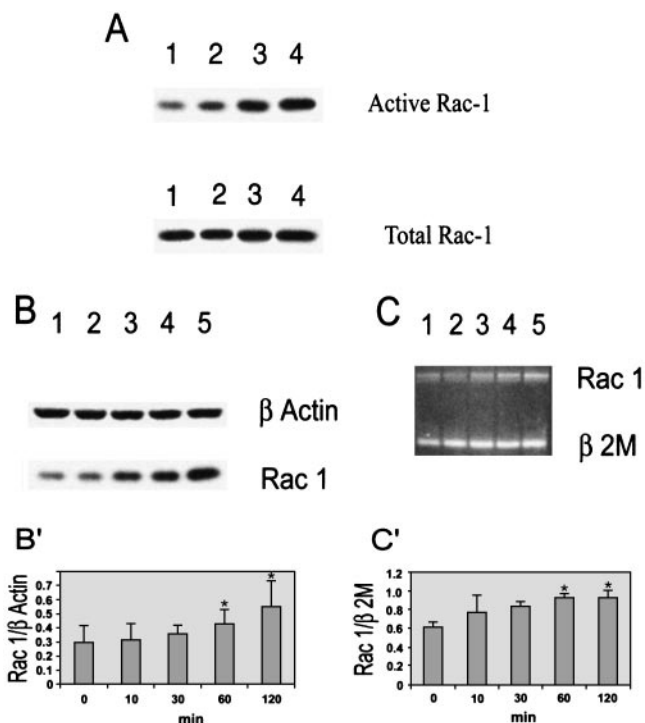 A
1 2 3 4
Active Rac-1
1 2 3 4
Total Rac-1
B
1 2 3 4 5
β Actin
Rac 1
C
1 2 3 4 5
Rac 1
β 2M
B'
Rac 1/β Actin
0.7
0.6
0.5
0.4
0.3
0.2
0.1
0
* *
0 10 30 60 120
min
C'
Rac 1/β 2M
1.2
1.0
0.8
0.6
0.4
0.2
0
* *
0 10 30 60 120
min